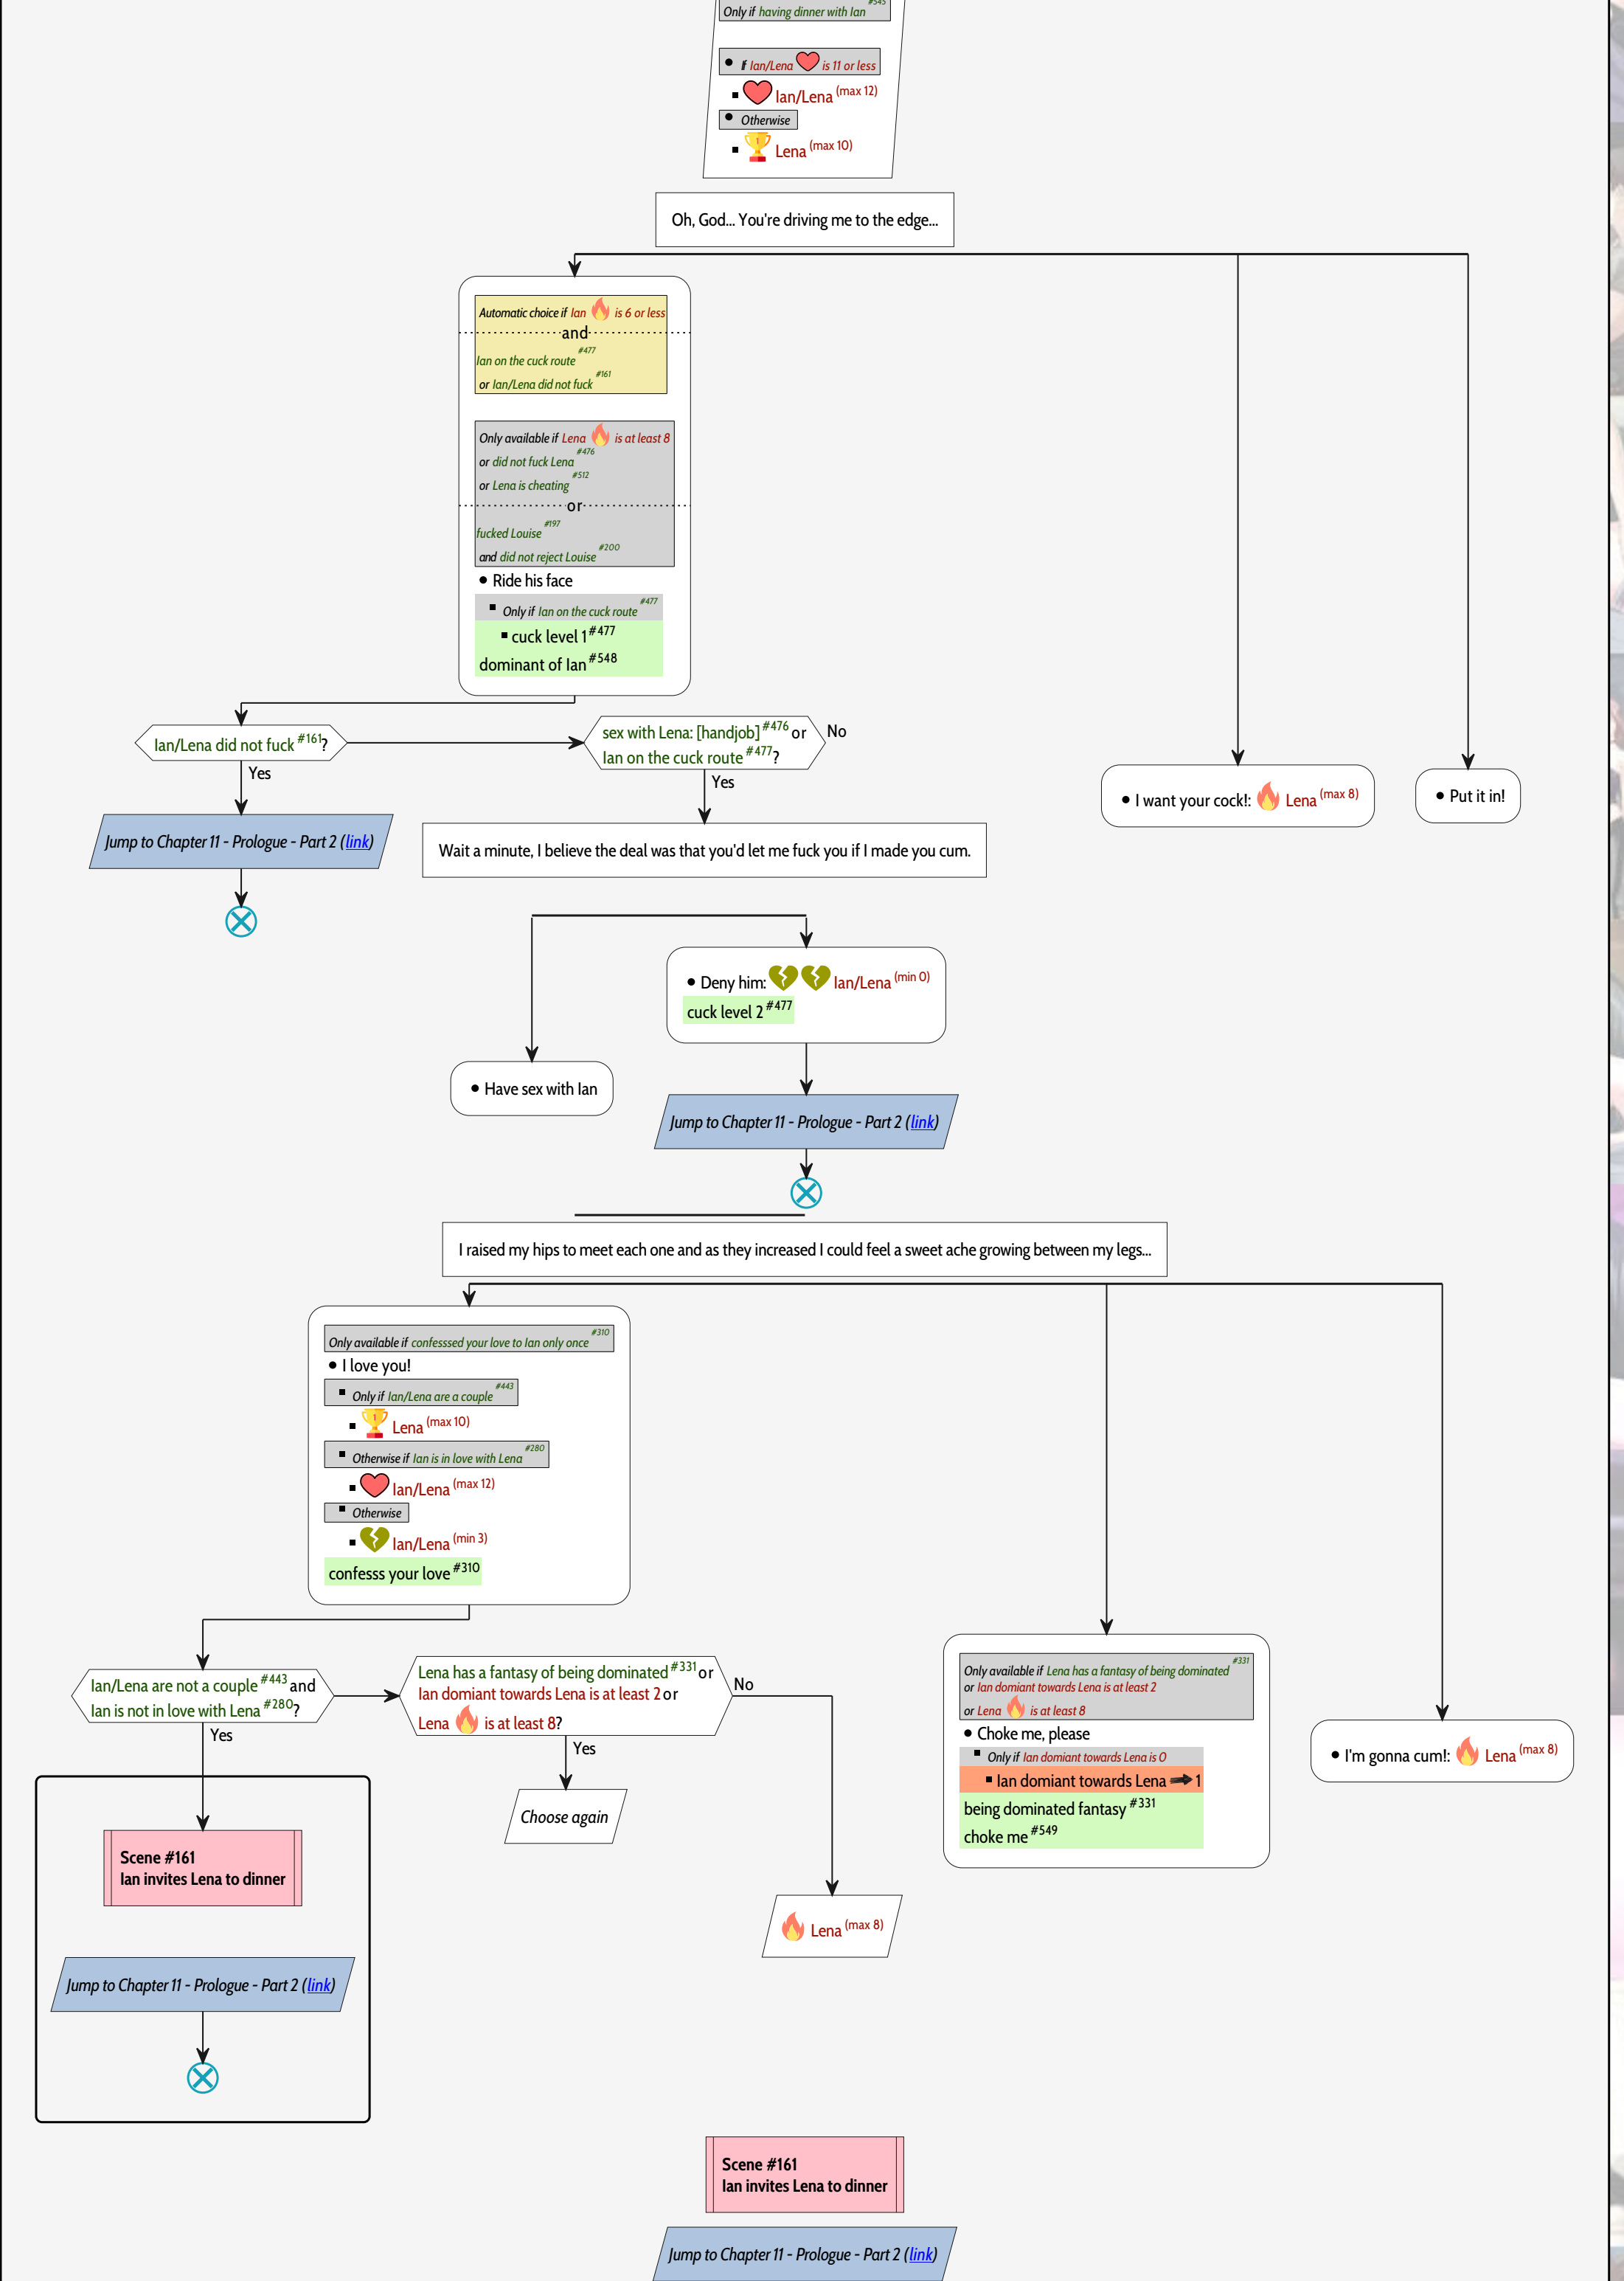 Only if having dinner with Ian #545
If Ian/Lena is 11 or less
Ian/Lena (max 12)
Otherwise
Lena (max 10)
Oh, God... You're driving me to the edge...
Automatic choice if Ian is 6 or less
and
Ian on the cuck route #477
or Ian/Lena did not fuck #161
Only available if Lena is at least 8
or did not fuck Lena #476
or Lena is cheating #512
or
fucked Louise #197
and did not reject Louise #200
Ride his face
Only if Ian on the cuck route #477
cuck level 1 #477
dominant of Ian #548
Ian/Lena did not fuck #161?
Yes
sex with Lena: [handjob] #476 or
Ian on the cuck route #477?
No
Yes
I want your cock!: Lena (max 8)
Put it in!
Jump to Chapter 11 - Prologue - Part 2 (link)
Wait a minute, I believe the deal was that you'd let me fuck you if I made you cum.
Deny him: Ian/Lena (min 0)
cuck level 2 #477
Have sex with Ian
Jump to Chapter 11 - Prologue - Part 2 (link)
I raised my hips to meet each one and as they increased I could feel a sweet ache growing between my legs...
Only available if confesssed your love to Ian only once #310
I love you!
Only if Ian/Lena are a couple #443
Lena (max 10)
Otherwise if Ian is in love with Lena #280
Ian/Lena (max 12)
Otherwise
Ian/Lena (min 3)
confesss your love #310
Ian/Lena are not a couple #443 and
Ian is not in love with Lena #280?
Yes
Lena has a fantasy of being dominated #331 or
Ian domiant towards Lena is at least 2 or
Lena is at least 8?
No
Yes
Choose again
Only available if Lena has a fantasy of being dominated #331
or Ian domiant towards Lena is at least 2
or Lena is at least 8
Choke me, please
Only if Ian domiant towards Lena is 0
Ian domiant towards Lena 1
being dominated fantasy #331
choke me #549
I'm gonna cum!: Lena (max 8)
Scene #161
Ian invites Lena to dinner
Lena (max 8)
Jump to Chapter 11 - Prologue - Part 2 (link)
Scene #161
Ian invites Lena to dinner
Jump to Chapter 11 - Prologue - Part 2 (link)